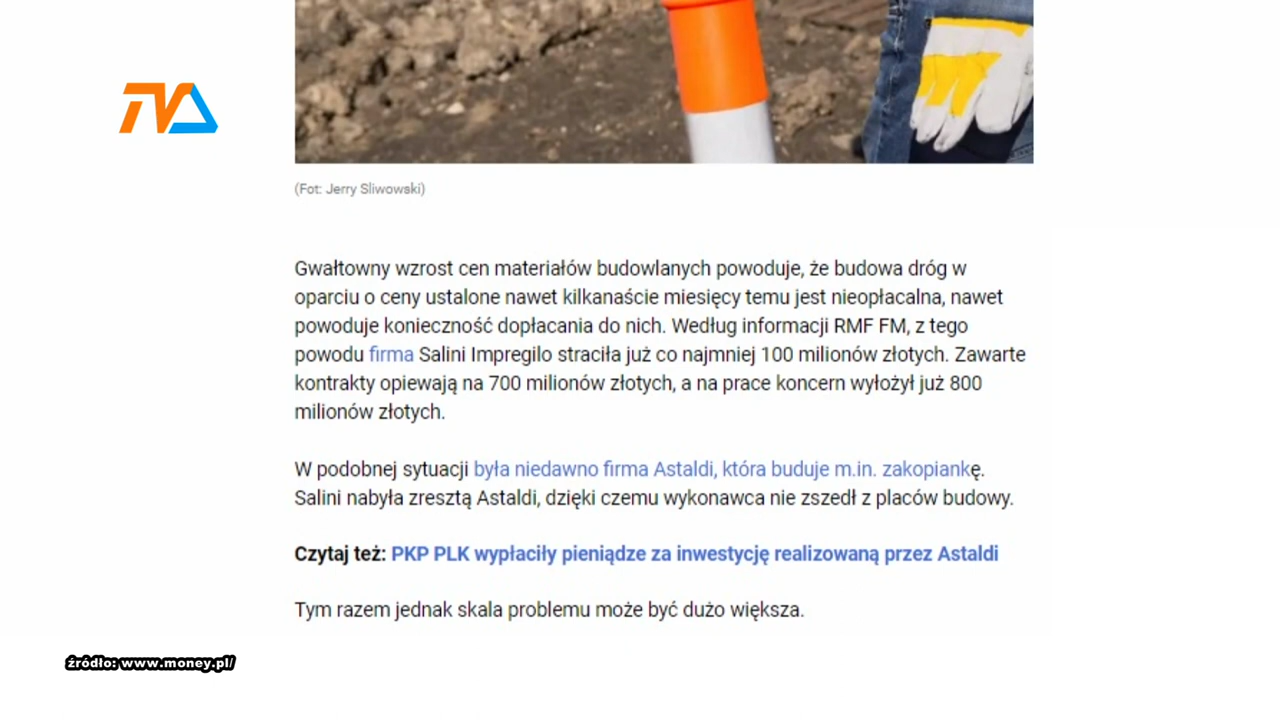 TVA
(Fot: Jerry Sliwowski)
Gwałtowny wzrost cen materiałów budowlanych powoduje, że budowa dróg w
oparciu o ceny ustalone nawet kilkanaście miesięcy temu jest nieopłacalna, nawet
powoduje konieczność dopłacania do nich. Według informacji RMF FM, z tego
powodu firma Salini Impregilo straciła już co najmniej 100 milionów złotych. Zawarte
kontrakty opiewają na 700 milionów złotych, a na prace koncern wyłożył już 800
milionów złotych.
W podobnej sytuacji była niedawno firma Astaldi, która buduje m.in. zakopiankę.
Salini nabyła zresztą Astaldi, dzięki czemu wykonawca nie zszedł z placów budowy.
Czytaj też: PKP PLK wypłaciły pieniądze za inwestycję realizowaną przez Astaldi
Tym razem jednak skala problemu może być dużo większa.
źródło: www.money.pl/